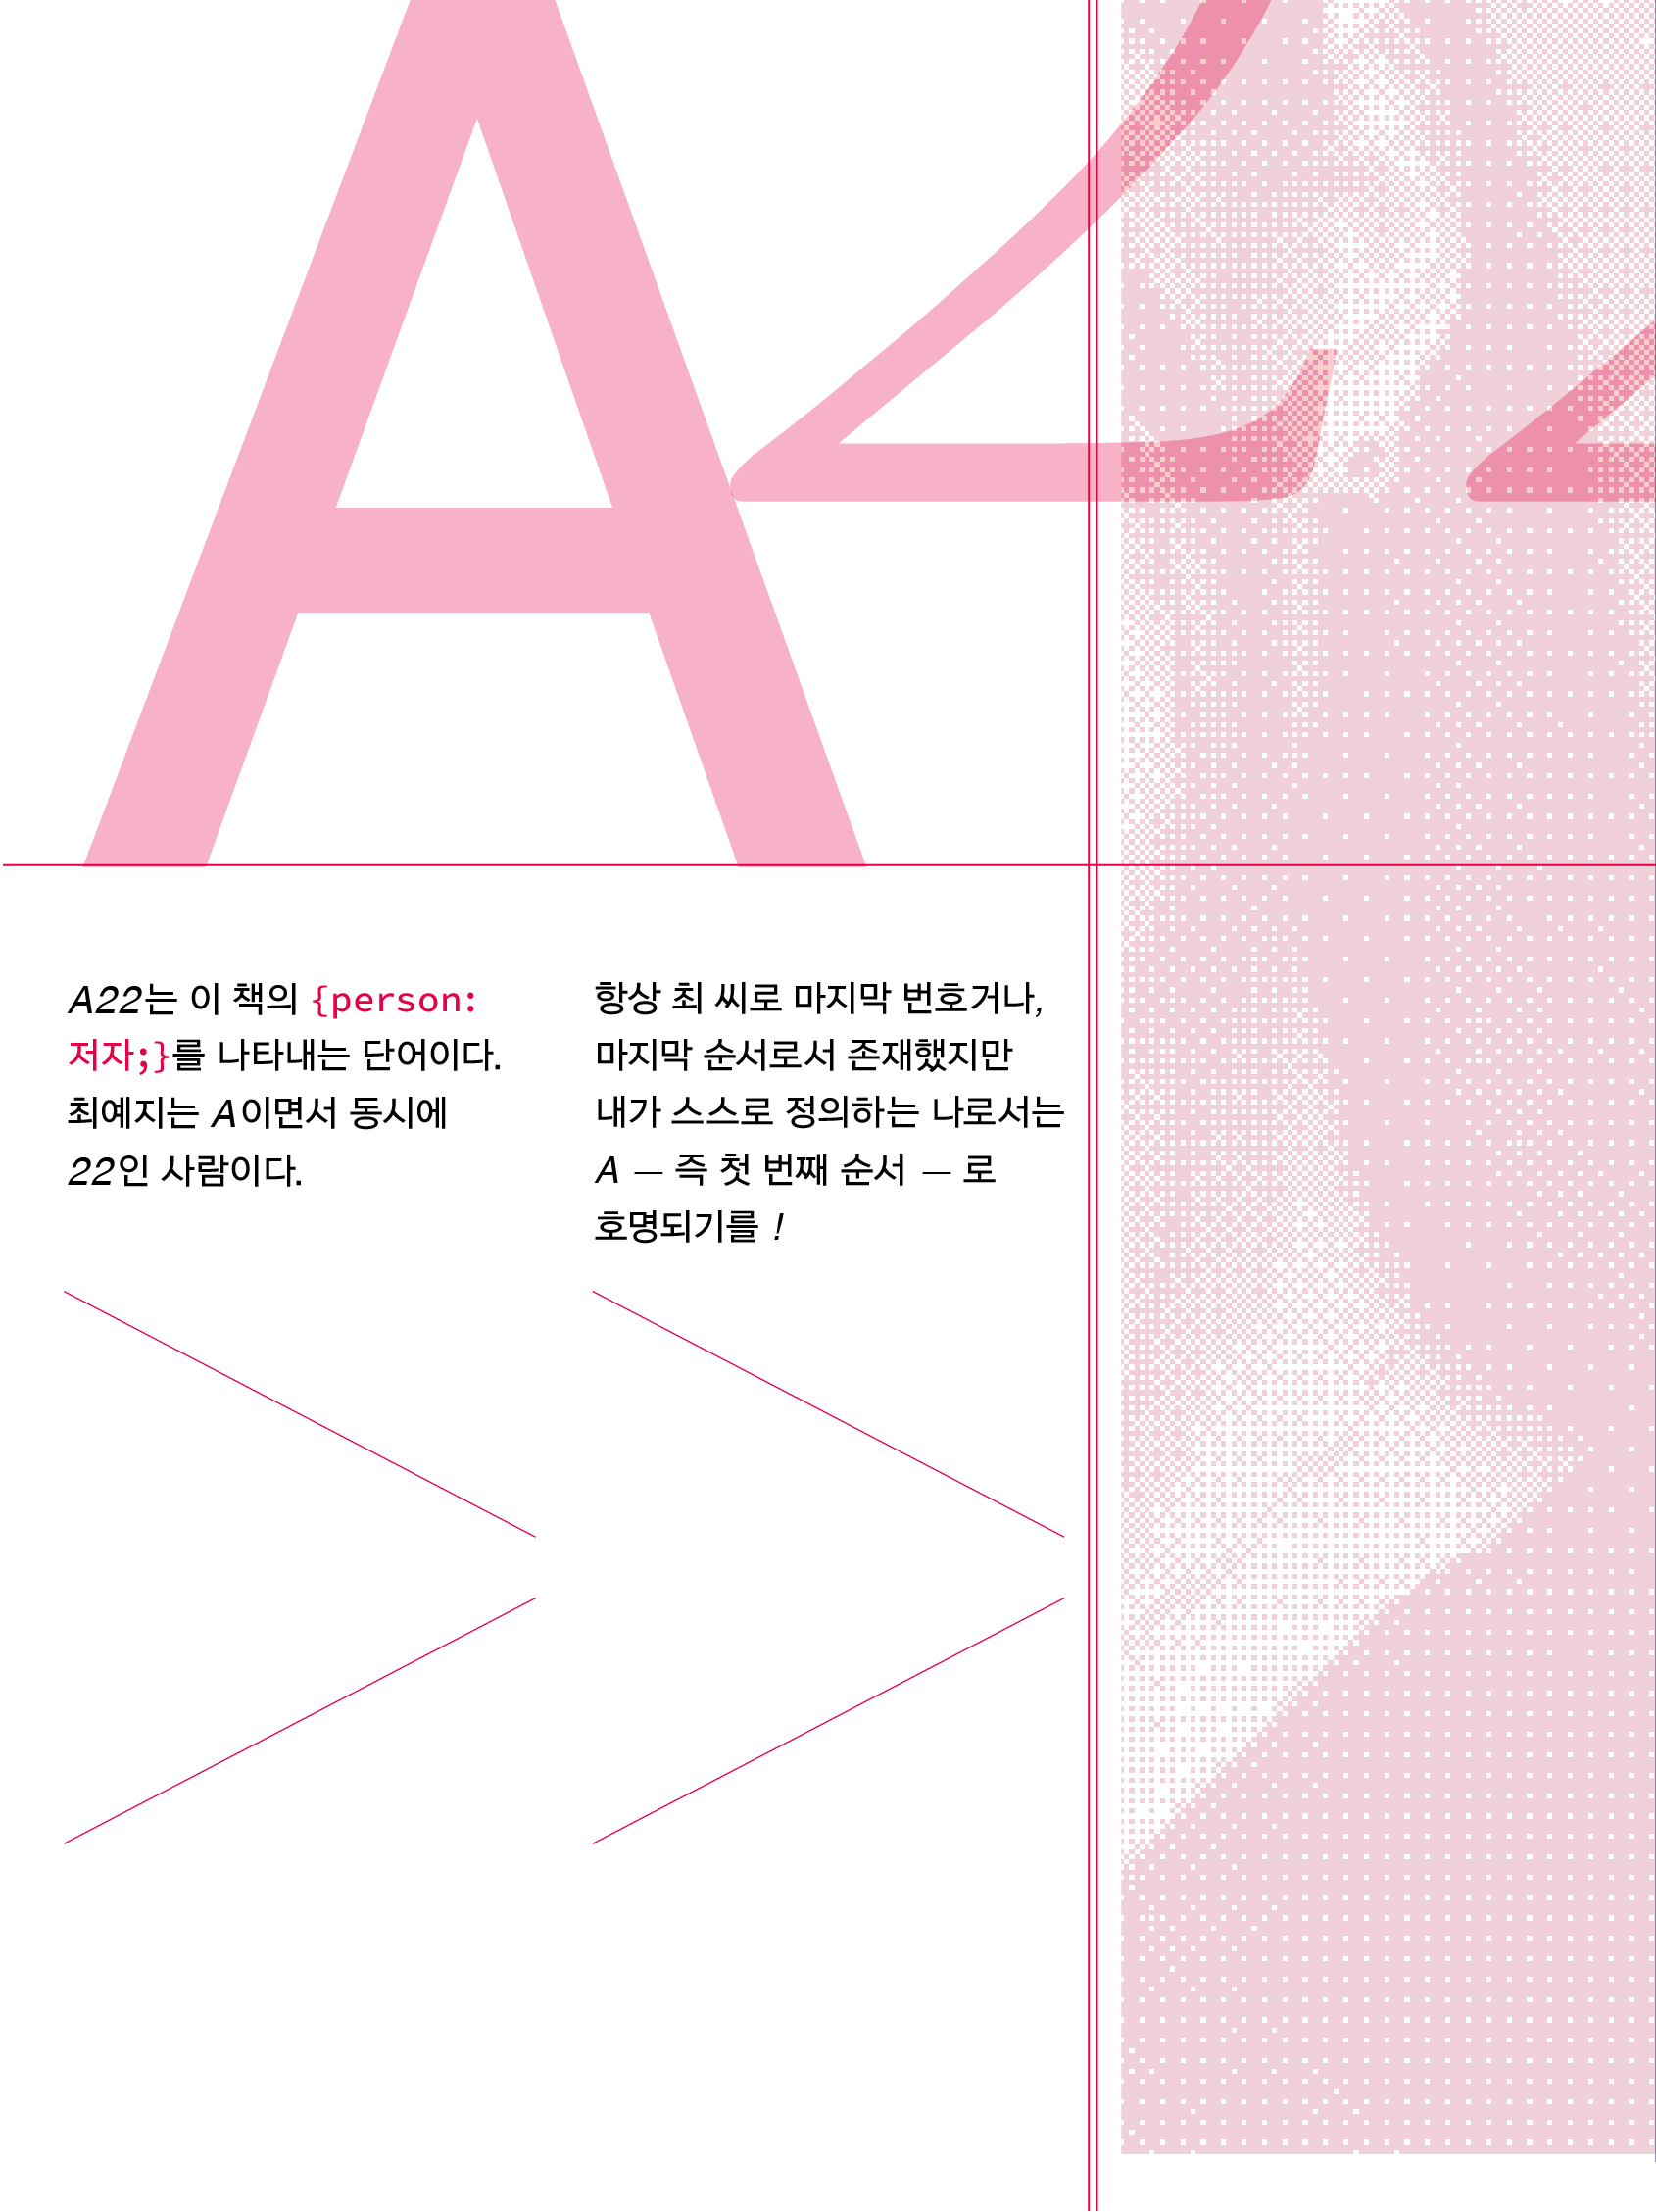 A22
A22는 이 책의 {person:
저자;}를 나타내는 단어이다.
최예지는 A이면서 동시에
22인 사람이다.
항상 최 씨로 마지막 번호거나,
마지막 순서로서 존재했지만
내가 스스로 정의하는 나로서는
A — 즉 첫 번째 순서 — 로
호명되기를 !